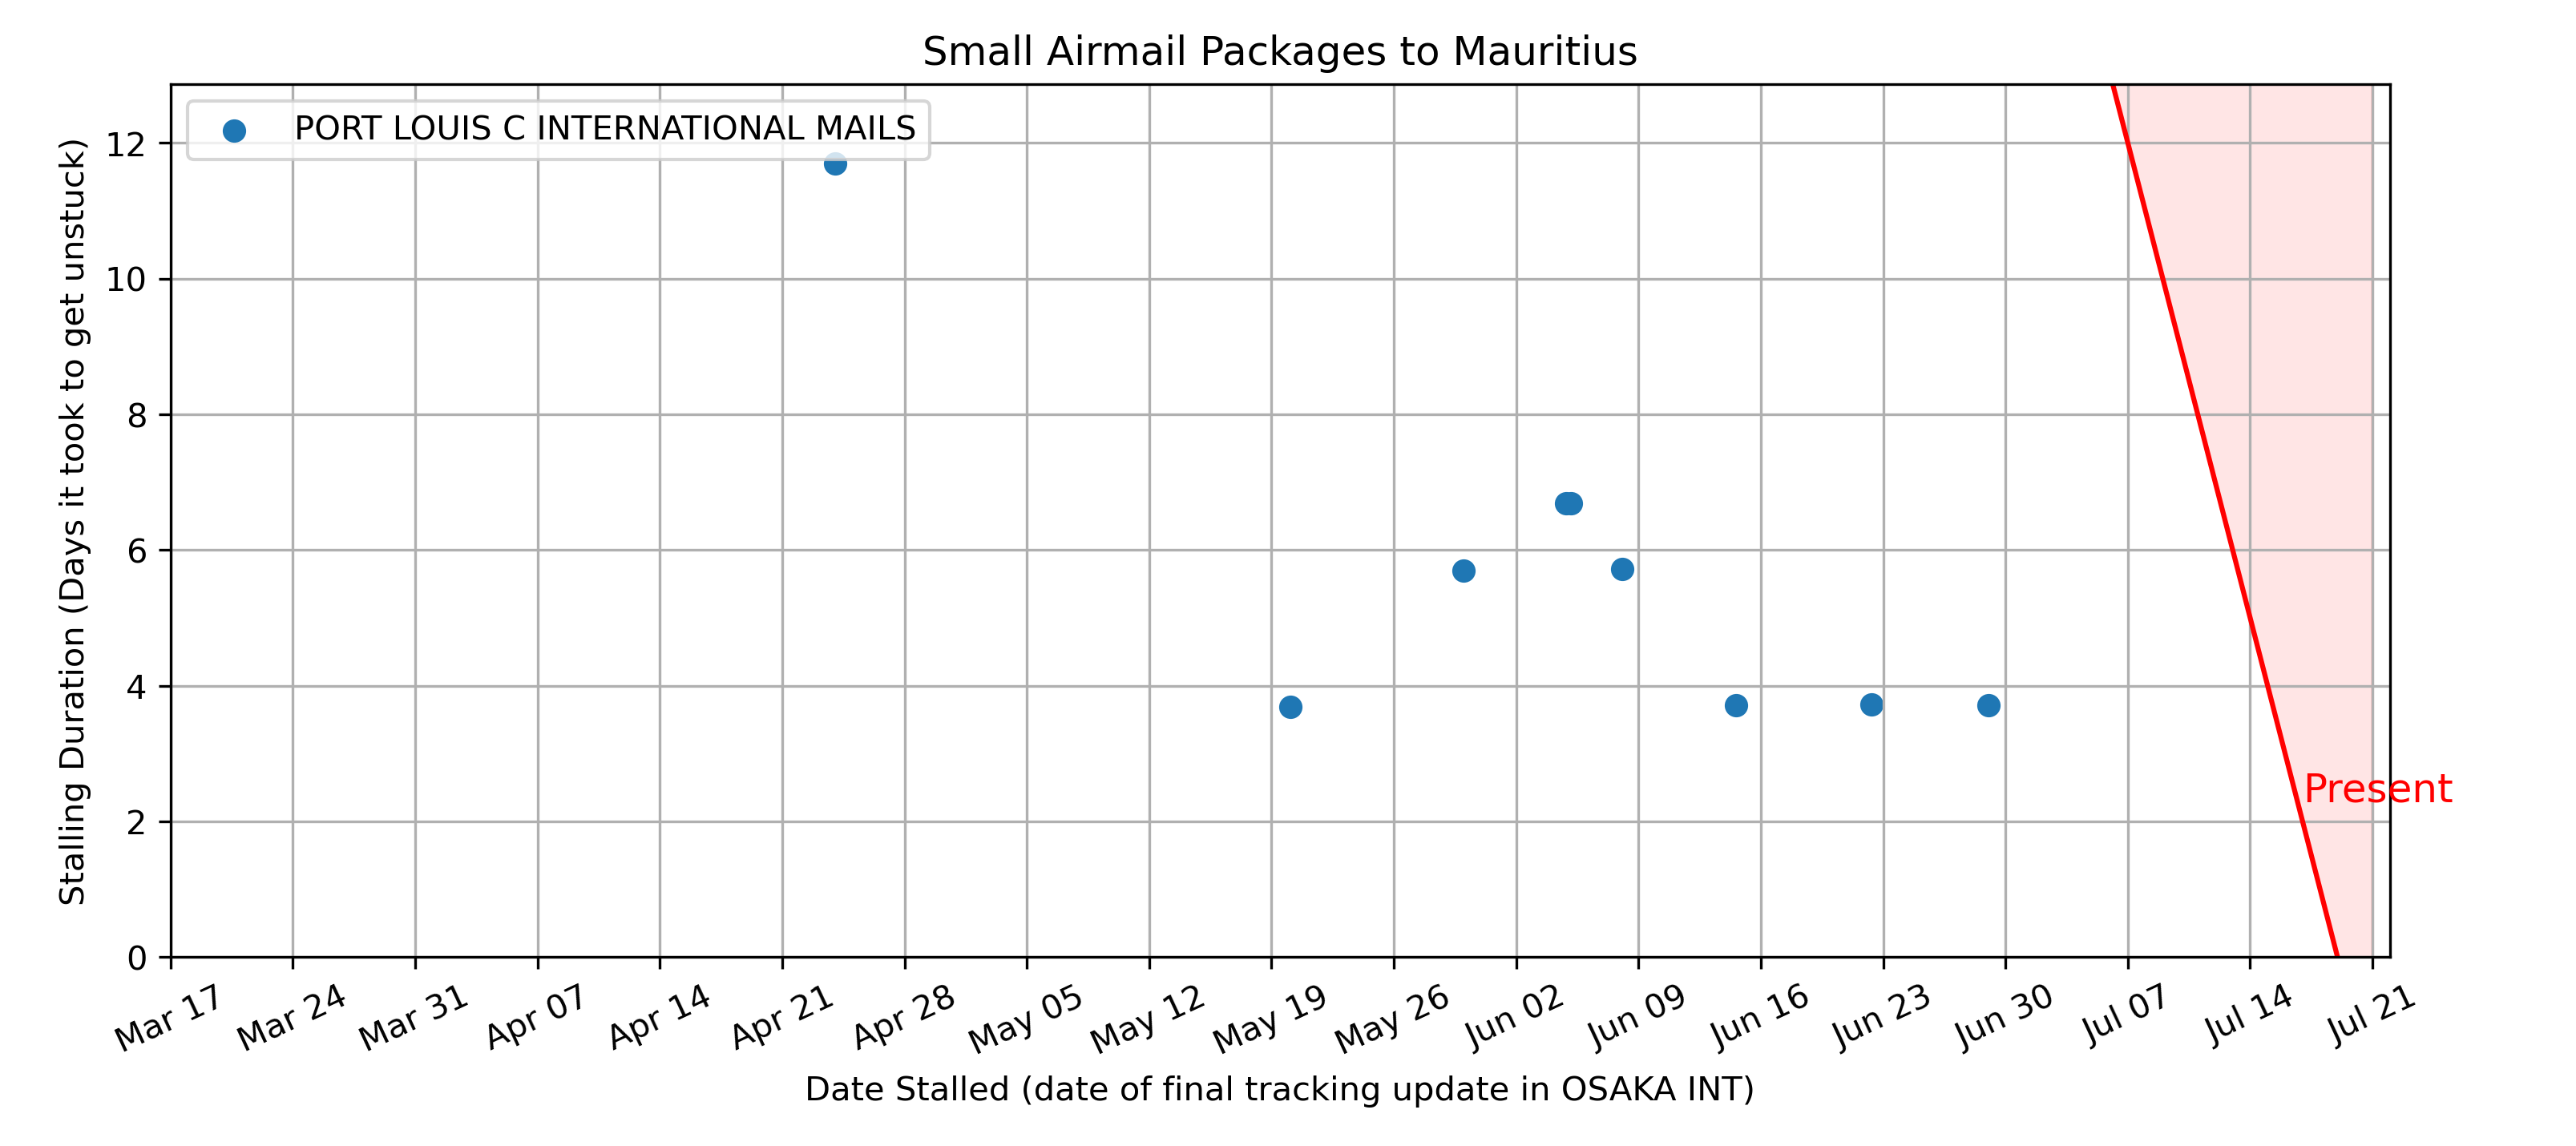 Small Airmail Packages to Mauritius
PORT LOUIS C INTERNATIONAL MAILS
Stalling Duration (Days it took to get unstuck)
12
10
8
6
4
2
0
Present
Mar 17
Mar 24
Mar 31
Apr 07
Apr 14
Apr 21
Apr 28
May 05
May 12
May 19
May 26
Jun 02
Jun 09
Jun 16
Jun 23
Jun 30
Jul 07
Jul 14
Jul 21
Date Stalled (date of final tracking update in OSAKA INT)